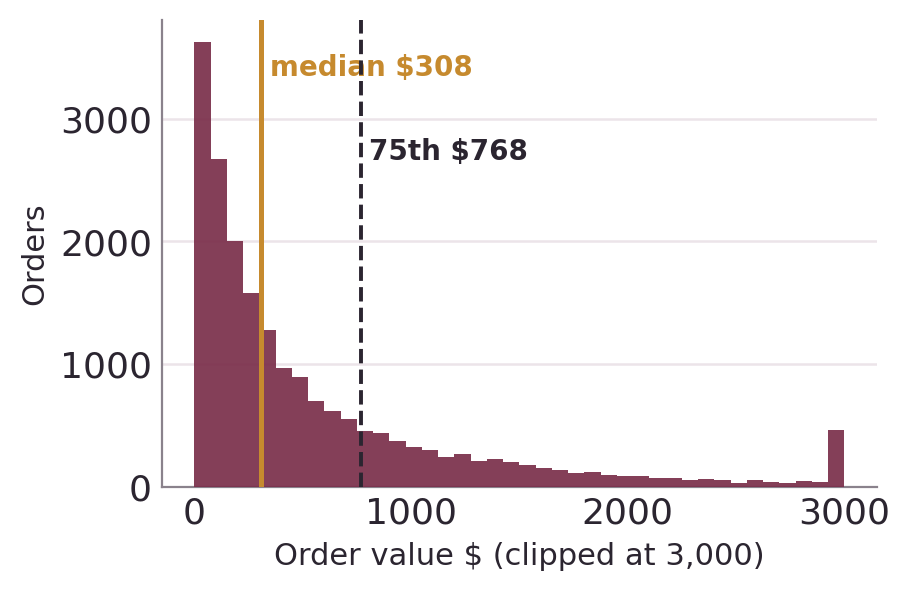 median $308
75th $768
3000
2000
1000
0
Orders
0 1000 2000 3000
Order value $ (clipped at 3,000)